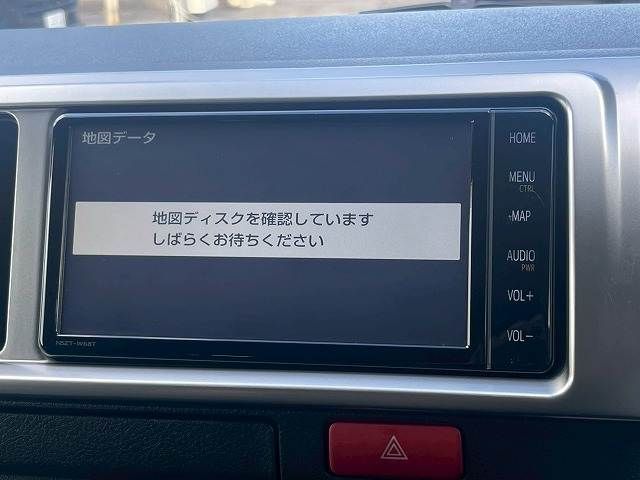 地図データ
地図ディスクを確認しています
しばらくお待ちください
NSZT-W68T
HOME
MENU
CTRL
MAP
AUDIO
PWR
VOL+
VOL-